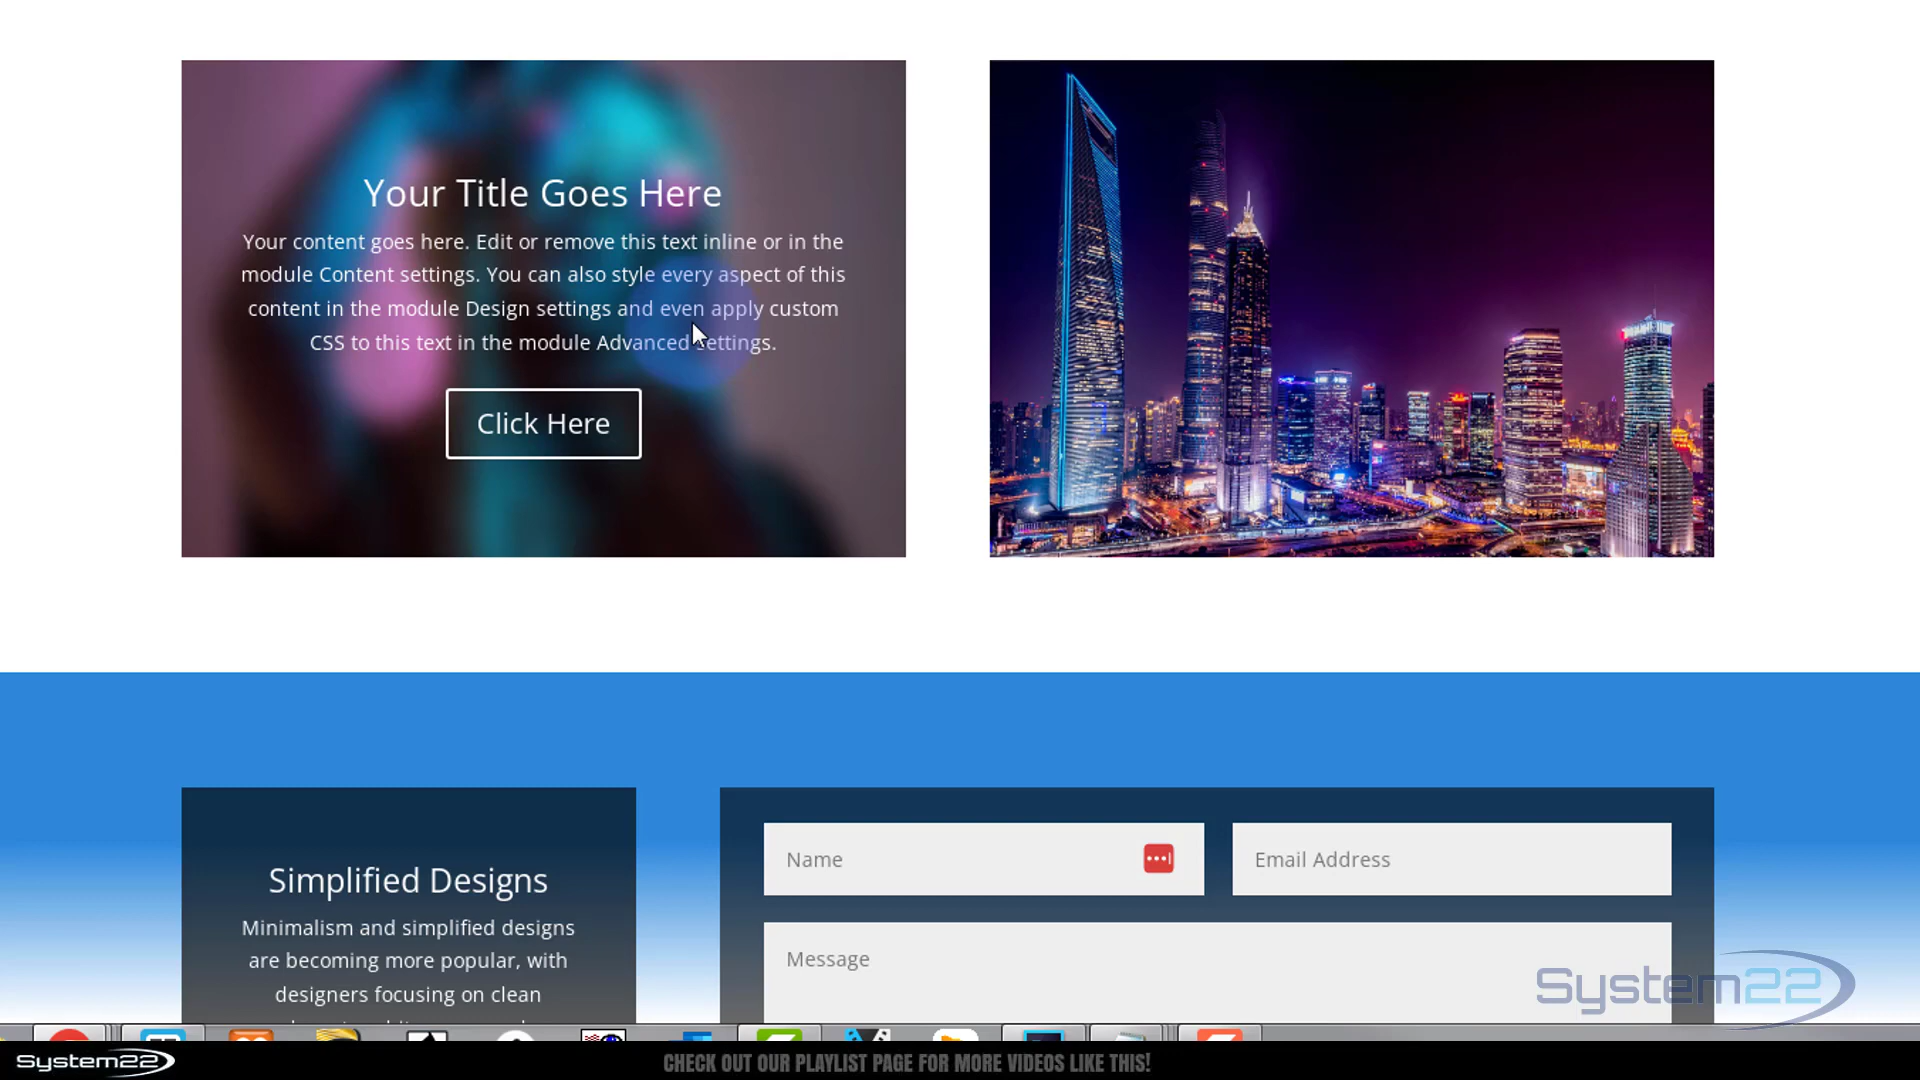 Your Title Goes Here
Your content goes here. Edit or remove this text inline or in the
module Content settings. You can also style every aspect of this
content in the module Design settings and even apply custom
CSS to this text in the module Advanced settings.
Click Here
Simplified Designs
Minimalism and simplified designs
are becoming more popular, with
designers focusing on clean
Name
Email Address
Message
System22
System22
CHECK OUT OUR PLAYLIST PAGE FOR MORE VIDEOS LIKE THIS!